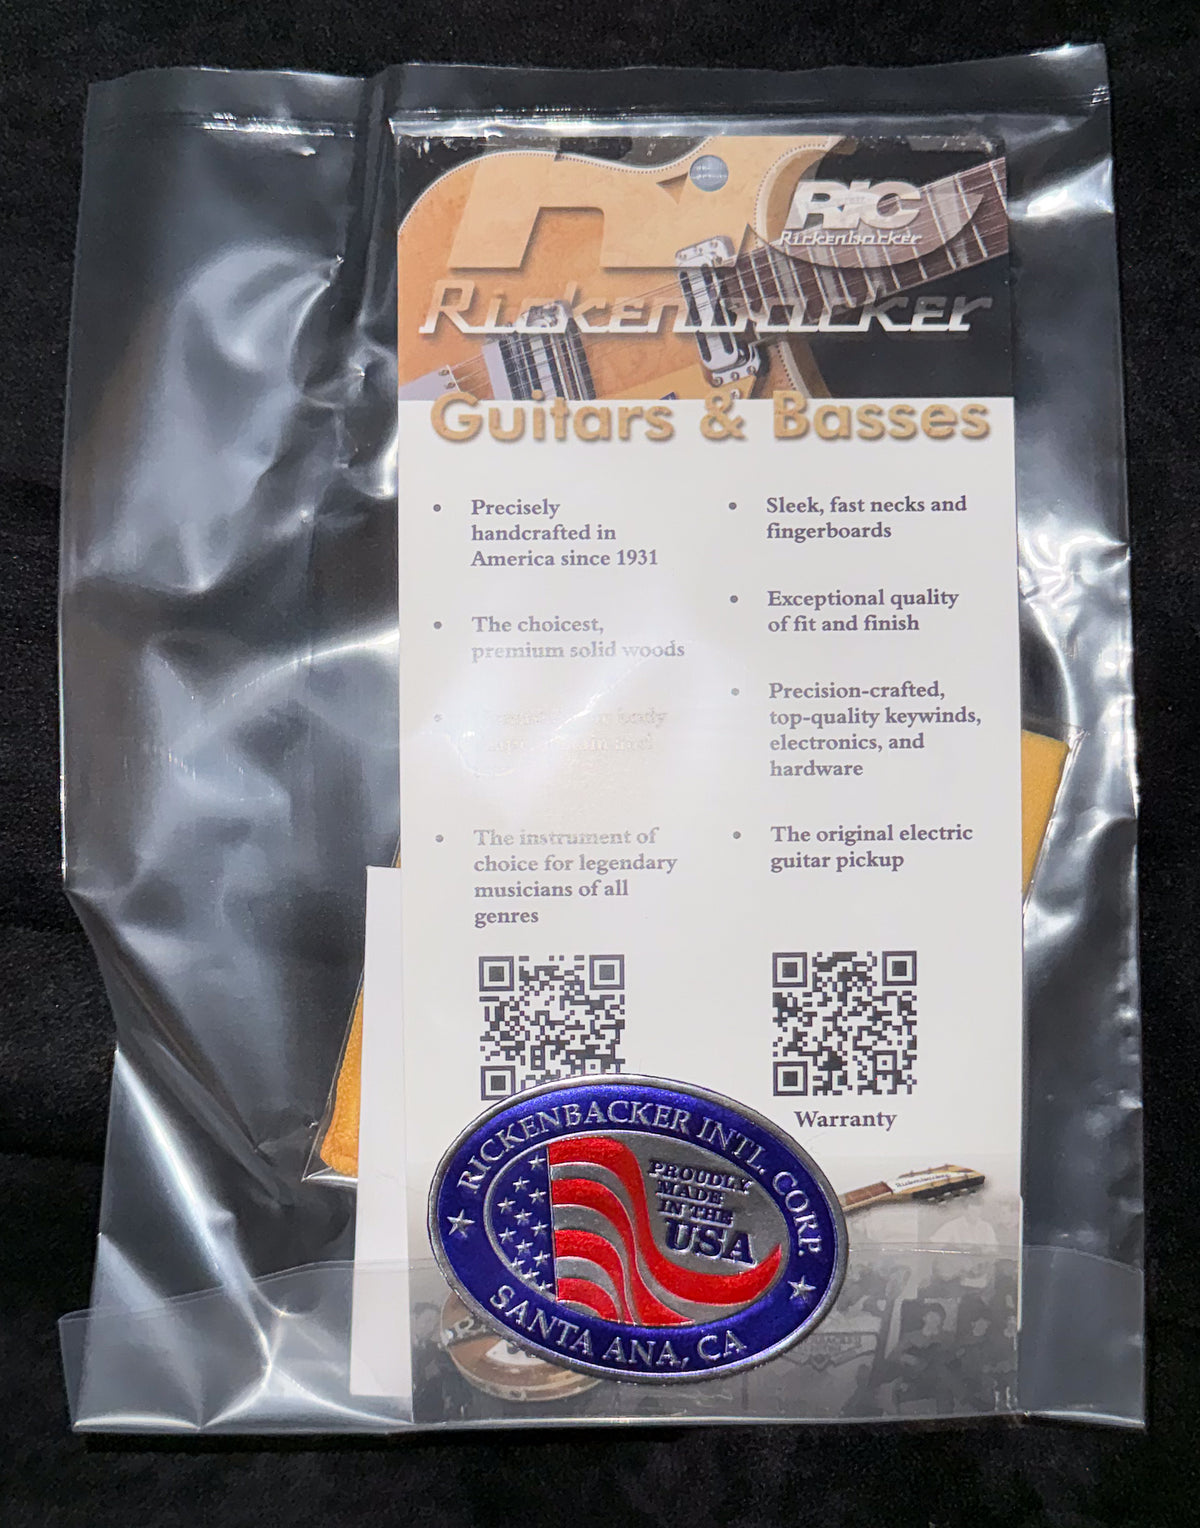 RIC
Rickenbacker
Rickenbacker
Guitars & Basses
• Precisely
handcrafted in
America since 1931
• The choicest,
premium solid woods
body
• The instrument of
choice for legendary
musicians of all
genres
• Sleek, fast necks and
fingerboards
• Exceptional quality
of fit and finish
• Precision-crafted,
top-quality keywinds,
electronics, and
hardware
• The original electric
guitar pickup
Warranty
Rickenbacker
RICKENBACKER INTL. CORP.
PROUDLY
MADE
IN THE
USA
SANTA ANA, CA